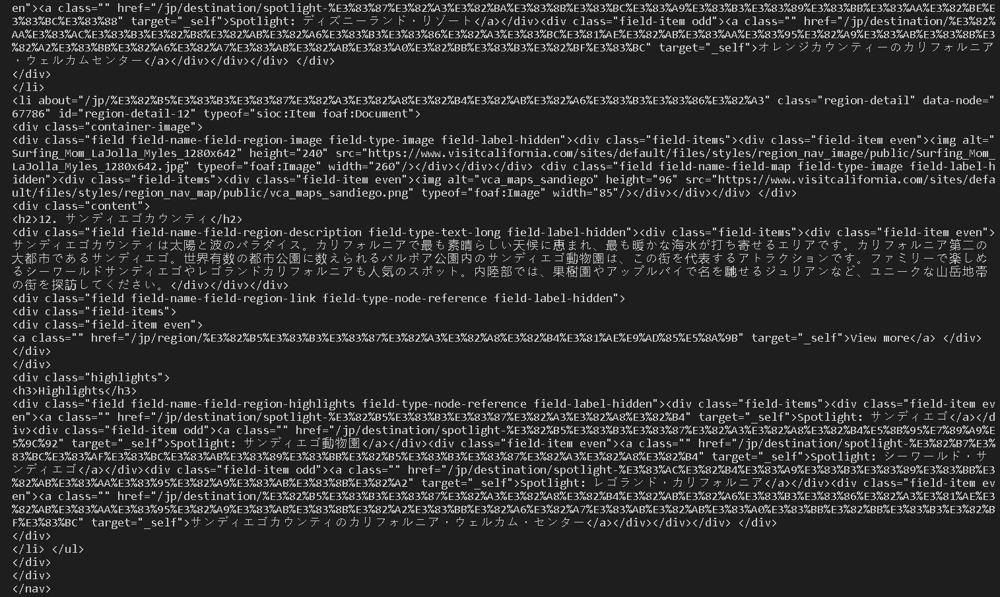 en"><a class="" href="/jp/destination/spotlight-%E3%83%87%E3%82%A3%E3%82%BA%E3%83%8B%E3%83%BC%E3%83%A9%E3%83%B3%E3%83%89%E3%83%BB%E3%83%AA%E3%82%BE%E
3%83%BC%E3%83%88" target="_self">Spotlight: ディズニーランド・リゾート</a></div><div class="field-item odd"><a class="" href="/jp/destination/%E3%82%
AA%E3%83%AC%E3%83%B3%E3%82%B8%E3%82%AB%E3%82%A6%E3%83%B3%E3%83%86%E3%82%A3%E3%83%BC%E3%81%AE%E3%82%AB%E3%83%AA%E3%83%95%E3%82%A9%E3%83%AB%E3%83%8B%E3
%82%A2%E3%83%BB%E3%82%A6%E3%82%A7%E3%83%AB%E3%82%AB%E3%83%A0%E3%82%BB%E3%83%B3%E3%82%BF%E3%83%BC" target="_self">オレンジカウンティーのカリフォルニア
・ウェルカムセンター</a></div></div></div> </div>
</div>
</li>
<li about="/jp/%E3%82%B5%E3%83%B3%E3%83%87%E3%82%A3%E3%82%A8%E3%82%B4%E3%82%AB%E3%82%A6%E3%83%B3%E3%83%86%E3%82%A3" class="region-detail" data-node="
67786" id="region-detail-12" typeof="sioc:Item foaf:Document">
<div class="container-image">
<div class="field field-name-field-region-image field-type-image field-label-hidden"><div class="field-items"><div class="field-item even"><img alt="
Surfing_Mom_LaJolla_Myles_1280x642" height="240" src="https://www.visitcalifornia.com/sites/default/files/styles/region_nav_image/public/Surfing_Mom_
LaJolla_Myles_1280x642.jpg" typeof="foaf:Image" width="260"/></div></div></div> <div class="field field-name-field-map field-type-image field-label-h
idden"><div class="field-items"><div class="field-item even"><img alt="vca_maps_sandiego" height="96" src="https://www.visitcalifornia.com/sites/defa
ult/files/styles/region_nav_map/public/vca_maps_sandiego.png" typeof="foaf:Image" width="85"/></div></div></div> </div>
<div class="content">
<h2>12. サンディエゴカウンティ</h2>
<div class="field field-name-field-region-description field-type-text-long field-label-hidden"><div class="field-items"><div class="field-item even">
サンディエゴカウンティは太陽と波のパラダイス。カリフォルニアで最も素晴らしい天候に恵まれ、最も暖かな海水が打ち寄せるエリアです。カリフォルニア第二の
大都市であるサンディエゴ。世界有数の都市公園に数えられるバルボア公園内のサンディエゴ動物園は、この街を代表するアトラクションです。ファミリーで楽しめ
るシーワールドサンディエゴやレゴランドカリフォルニアも人気のスポット。内陸部では、果樹園やアップルパイで名を馳せるジュリアンなど、ユニークな山岳地帯
の街を探訪してください。</div></div></div>
<div class="field field-name-field-region-link field-type-node-reference field-label-hidden">
<div class="field-items">
<div class="field-item even">
<a class="" href="/jp/region/%E3%82%B5%E3%83%B3%E3%83%87%E3%82%A3%E3%82%A8%E3%82%B4%E3%81%AE%E9%AD%85%E5%8A%9B" target="_self">View more</a> </div>
</div>
</div>
<div class="highlights">
<h3>Highlights</h3>
<div class="field field-name-field-region-highlights field-type-node-reference field-label-hidden"><div class="field-items"><div class="field-item ev
en"><a class="" href="/jp/destination/spotlight-%E3%82%B5%E3%83%B3%E3%83%87%E3%82%A3%E3%82%A8%E3%82%B4" target="_self">Spotlight: サンディエゴ</a></d
iv><div class="field-item odd"><a class="" href="/jp/destination/spotlight-%E3%82%B5%E3%83%B3%E3%83%87%E3%82%A3%E3%82%A8%E3%82%B4%E5%8B%95%E7%89%A9%E
5%9C%92" target="_self">Spotlight: サンディエゴ動物園</a></div><div class="field-item even"><a class="" href="/jp/destination/spotlight-%E3%82%B7%E3%
83%BC%E3%83%AF%E3%83%BC%E3%83%AB%E3%83%89%E3%83%BB%E3%82%B5%E3%83%B3%E3%83%87%E3%82%A3%E3%82%A8%E3%82%B4" target="_self">Spotlight: シーワールド・サ
ンディエゴ</a></div><div class="field-item odd"><a class="" href="/jp/destination/spotlight-%E3%83%AC%E3%82%B4%E3%83%A9%E3%83%B3%E3%83%89%E3%83%BB%E3
%82%AB%E3%83%AA%E3%83%95%E3%82%A9%E3%83%AB%E3%83%8B%E3%82%A2" target="_self">Spotlight: レゴランド・カリフォルニア</a></div><div class="field-item ev
en"><a class="" href="/jp/destination/%E3%82%B5%E3%83%B3%E3%83%87%E3%82%A3%E3%82%A8%E3%82%B4%E3%82%AB%E3%82%A6%E3%83%B3%E3%83%86%E3%82%A3%E3%81%AE%E3
%82%AB%E3%83%AA%E3%83%95%E3%82%A9%E3%83%AB%E3%83%8B%E3%82%A2%E3%83%BB%E3%82%A6%E3%82%A7%E3%83%AB%E3%82%AB%E3%83%A0%E3%83%BB%E3%82%BB%E3%83%B3%E3%82%B
F%E3%83%BC" target="_self">サンディエゴカウンティのカリフォルニア・ウェルカム・センター</a></div></div></div> </div>
</div>
</li> </ul>
</div>
</div>
</nav>